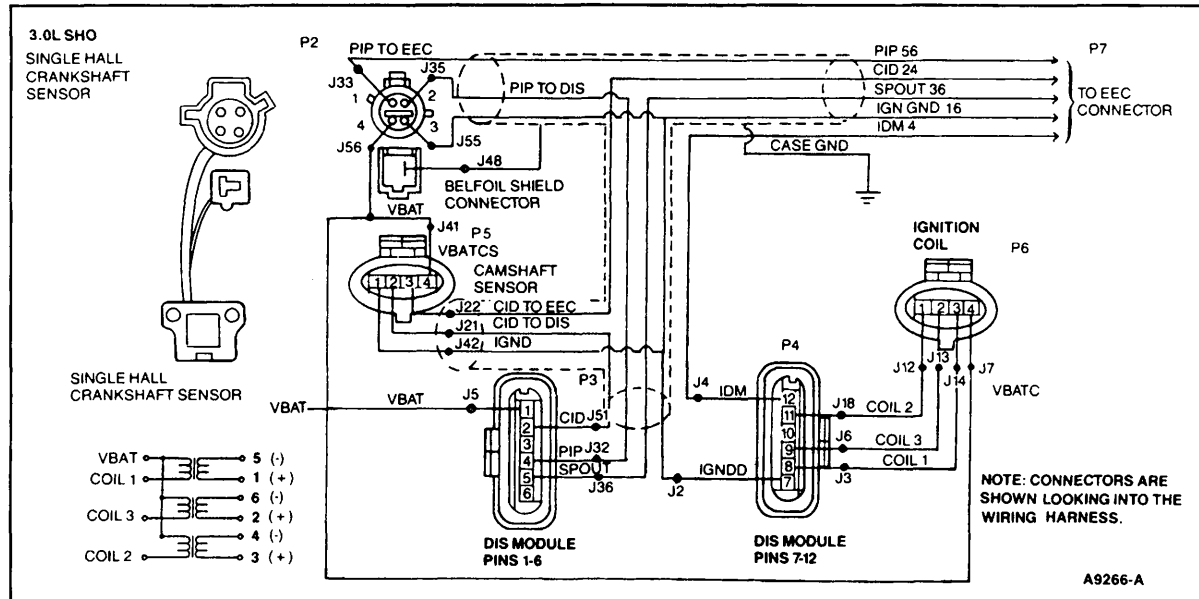 3.0L SHO
SINGLE HALL
CRANKSHAFT
SENSOR
P2
PIP TO EEC
J33
J35
1
2
4
3
J56
J55
PIP TO DIS
PIP 56
CID 24
SPOUT 36
IGN GND 16
IDM 4
P7
TO EEC
CONNECTOR
CASE GND
J48
BELFOIL SHIELD
CONNECTOR
VBAT
J41
P5
VBATCS
CAMSHAFT
SENSOR
1 2 3 4
J22 CID TO EEC
J21 CID TO DIS
J42 IGND
IGNITION
COIL
P6
1 2 3 4
J12
J13
J14
J7
VBATC
SINGLE HALL
CRANKSHAFT SENSOR
P3
VBAT
VBAT
J5
1
2
3
4
5
6
CID
J51
PIP
J32
SPOUT
J36
DIS MODULE
PINS 1-6
P4
J4
IDM
J2
IGNDD
12
11
10
9
8
7
J18
COIL 2
J6
COIL 3
J3
COIL 1
DIS MODULE
PINS 7-12
NOTE: CONNECTORS ARE
SHOWN LOOKING INTO THE
WIRING HARNESS.
VBAT
5 (-)
COIL 1
1 (+)
6 (-)
COIL 3
2 (+)
4 (-)
COIL 2
3 (+)
A9266-A